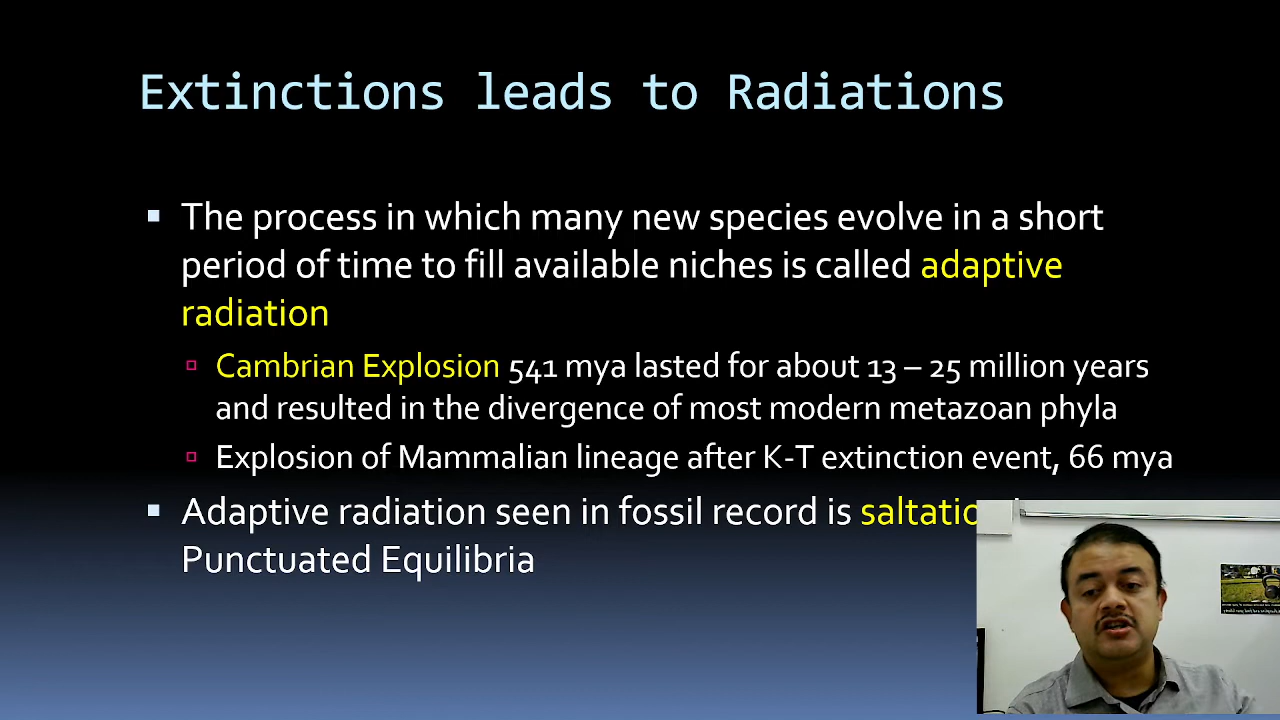 Extinctions leads to Radiations
The process in which many new species evolve in a short
period of time to fill available niches is called adaptive
radiation
Cambrian Explosion 541 mya lasted for about 13 – 25 million years
and resulted in the divergence of most modern metazoan phyla
Explosion of Mammalian lineage after K-T extinction event, 66 mya
Adaptive radiation seen in fossil record is
Punctuated Equilibria